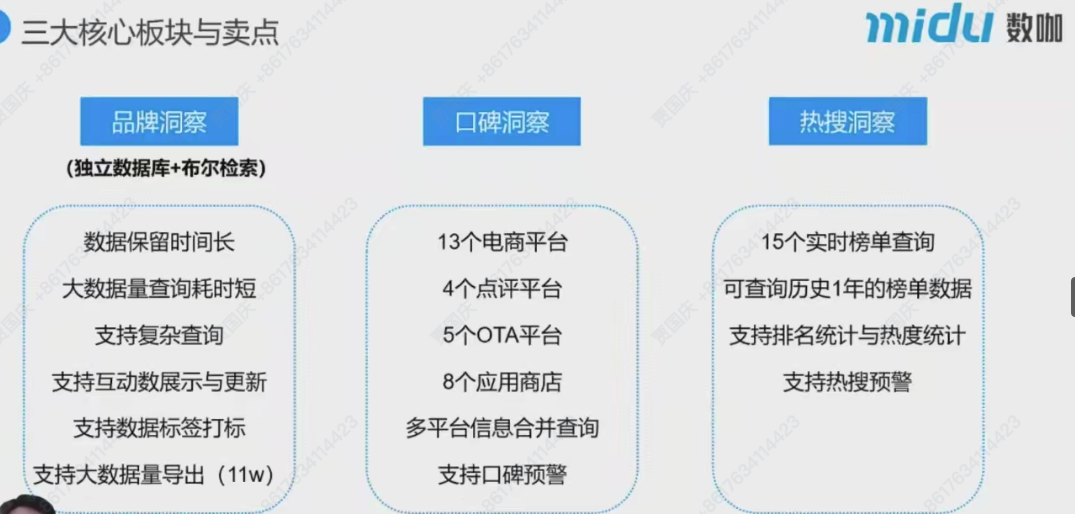 三大核心板块与卖点
midu 数咖
品牌洞察
(独立数据库+布尔检索)
数据保留时间长
大数据量查询耗时短
支持复杂查询
支持互动数展示与更新
支持数据标签打标
支持大数据量导出（11w）
口碑洞察
13个电商平台
4个点评平台
5个OTA平台
8个应用商店
多平台信息合并查询
支持口碑预警
热搜洞察
15个实时榜单查询
可查询历史1年的榜单数据
支持排名统计与热度统计
支持热搜预警
贾国庆 +8617634114423